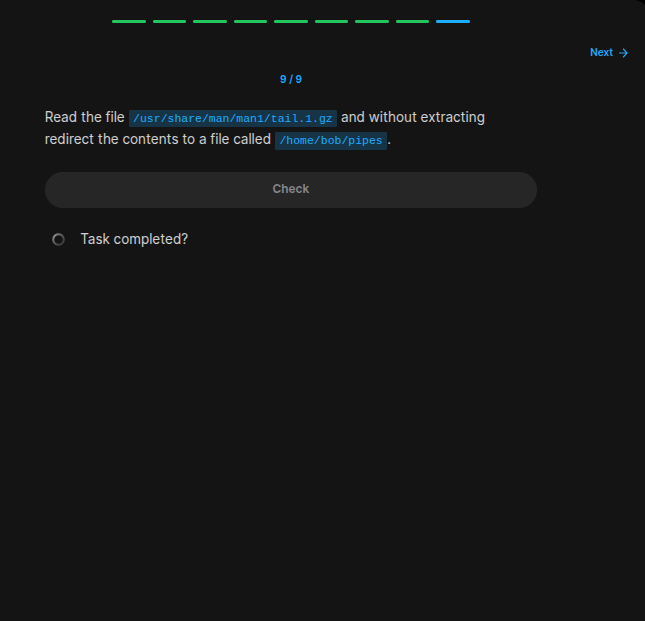 Next →
9 / 9
Read the file /usr/share/man/man1/tail.1.gz and without extracting
redirect the contents to a file called /home/bob/pipes.
Check
Task completed?